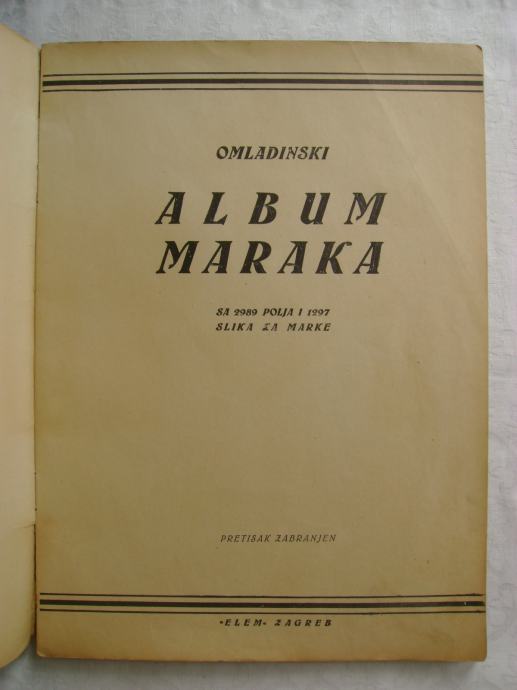 OMLADINSKI
ALBUM
MARAKA
SA 2989 POLJA I 1297
SLIKA ZA MARKE
PRETISAK ZABRANJEN
•ELEM• ZAGREB